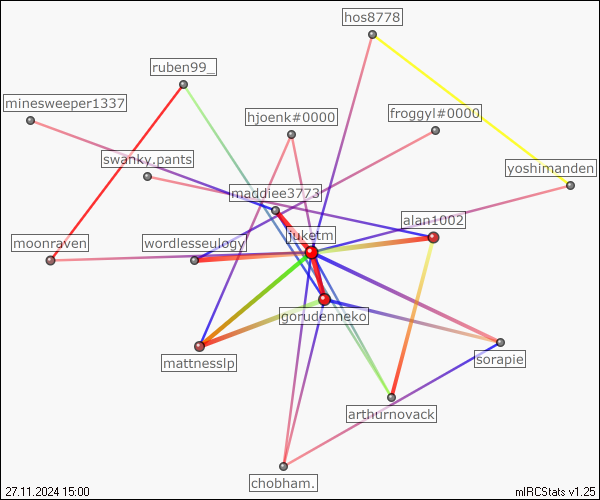 hos8778
ruben99_
minesweeper1337
hjoenk#0000
froggyl#0000
swanky.pants
yoshimanden
maddiee3773
alan1002
moonraven
wordlesseulogy
juketm
gorudenneko
mattnesslp
sorapie
arthurnovack
chobham.
27.11.2024 15:00
mIRCStats v1.25